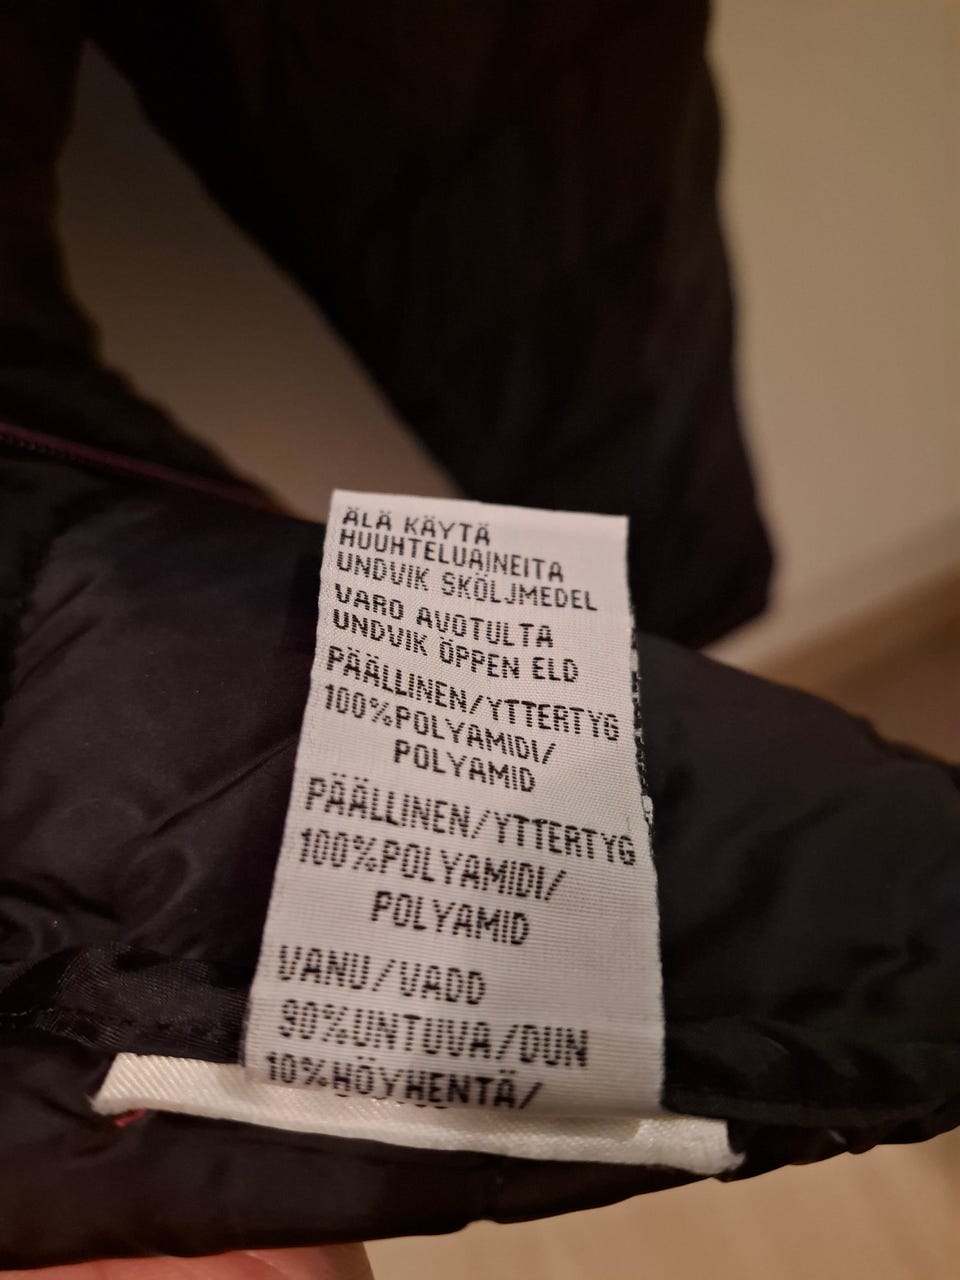 ÄLÄ KÄYTÄ
HUUHTELUAINEITA
UNDVIK SKÖLJMEDEL
VARO AVOTULTA
UNDVIK ÖPPEN ELD
PÄÄLLINEN/YTTERTYG
100%POLYAMIDI/
POLYAMID
PÄÄLLINEN/YTTERTYG
100%POLYAMIDI/
POLYAMID
VANU/VADD
90%UNTUVA/DUN
10%HÖYHENTÄ/